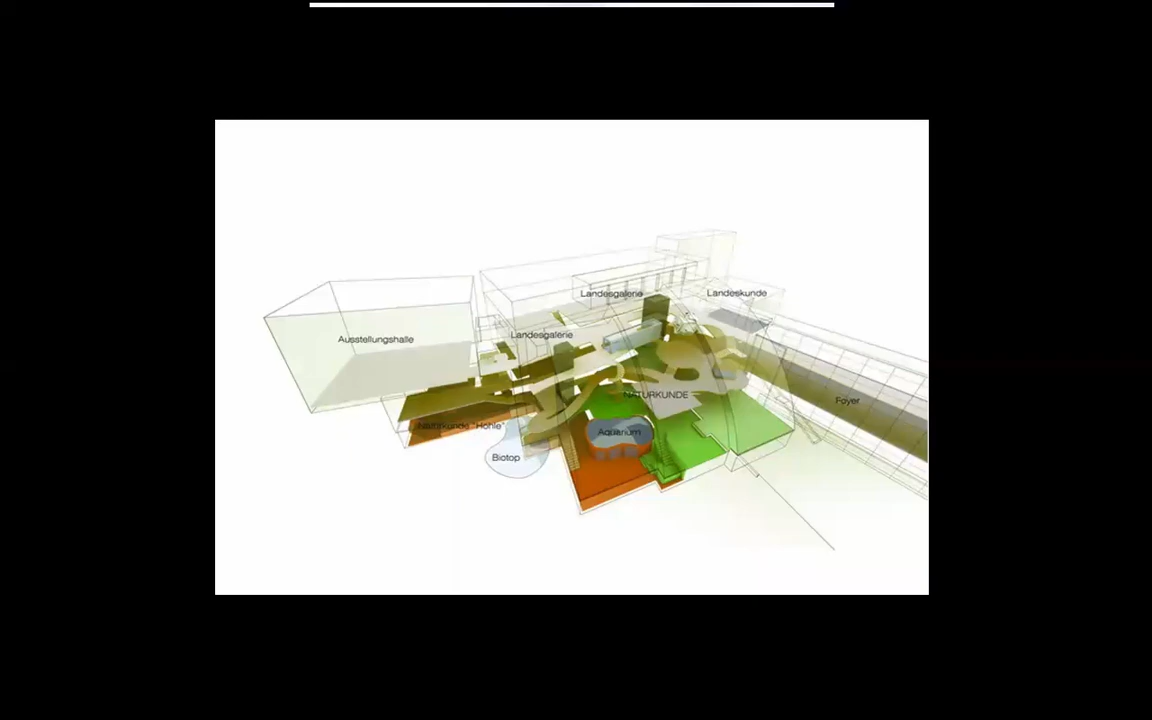 Landesgalerie
Landeskunde
Landesgalerie
Ausstellungshalle
NATURKUNDE
Foyer
Naturkunde "Höhle"
Aquarium
Biotop